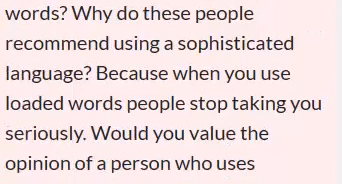 words? Why do these people
recommend using a sophisticated
language? Because when you use
loaded words people stop taking you
seriously. Would you value the
opinion of a person who uses